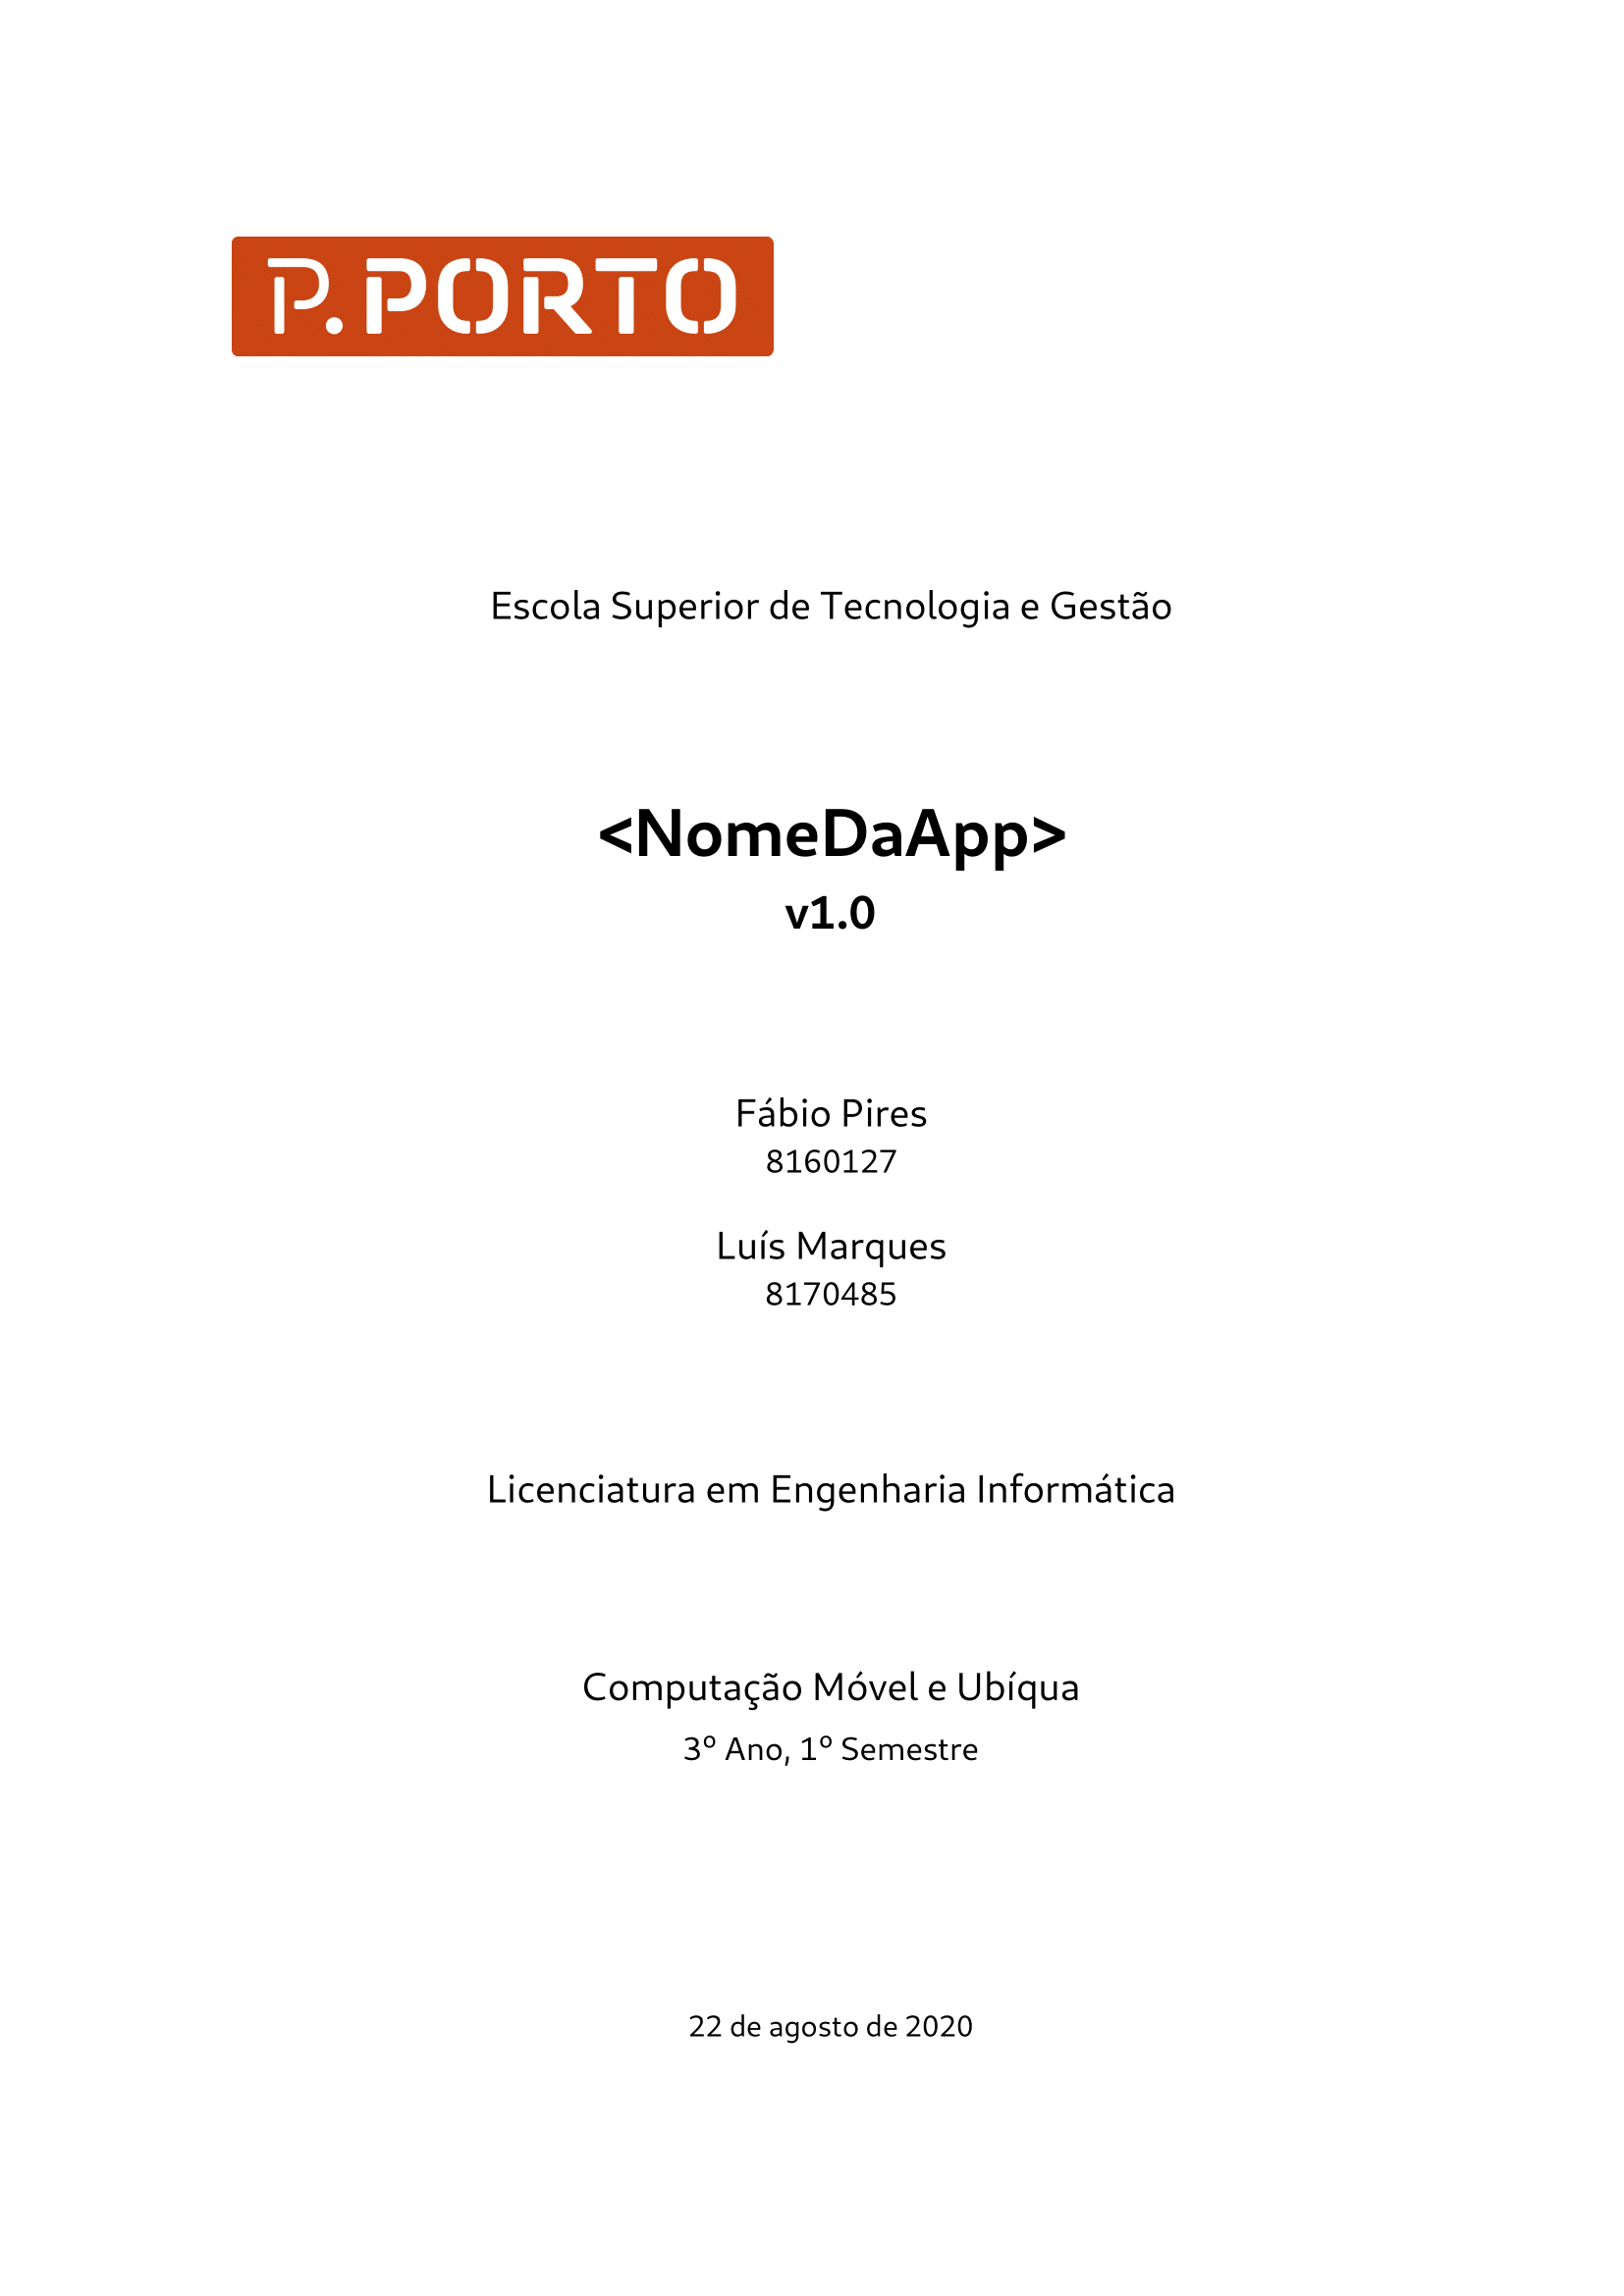 P.PORTO
Escola Superior de Tecnologia e Gestão
<NomeDaApp>
v1.0
Fábio Pires
8160127
Luís Marques
8170485
Licenciatura em Engenharia Informática
Computação Móvel e Ubíqua
3º Ano, 1º Semestre
22 de agosto de 2020